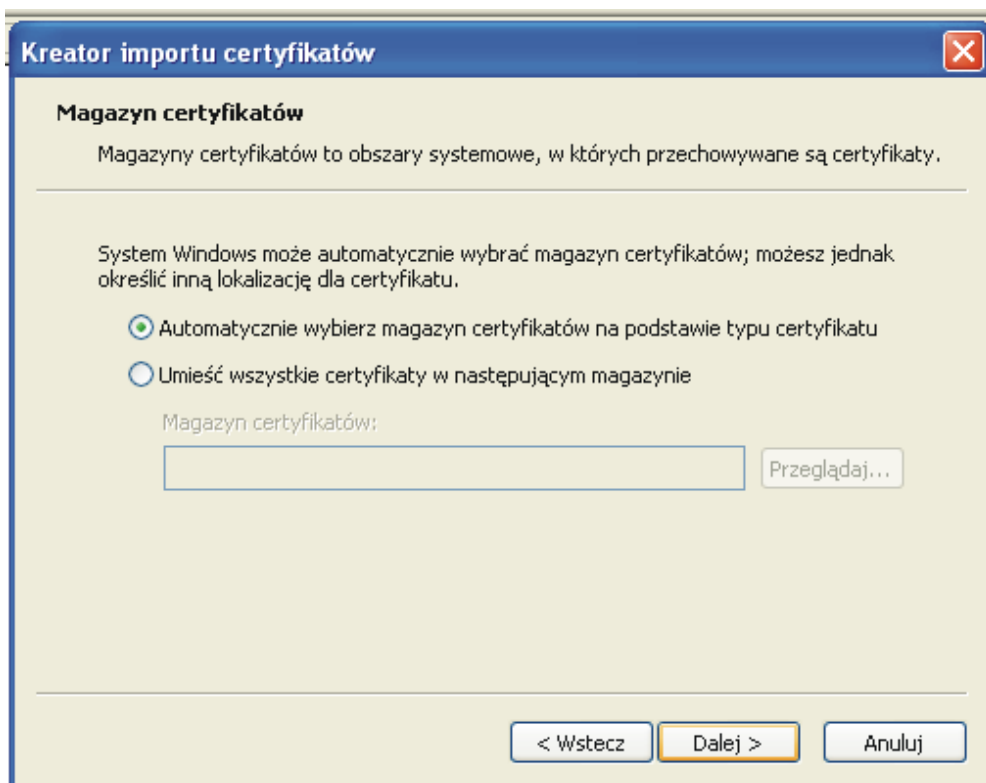 Kreator importu certyfikatów
Magazyn certyfikatów
Magazyny certyfikatów to obszary systemowe, w których przechowywane są certyfikaty.
System Windows może automatycznie wybrać magazyn certyfikatów; możesz jednak
określić inną lokalizację dla certyfikatu.
Automatycznie wybierz magazyn certyfikatów na podstawie typu certyfikatu
Umieść wszystkie certyfikaty w następującym magazynie
Magazyn certyfikatów:
Przeglądaj...
< Wstecz Dalej > Anuluj